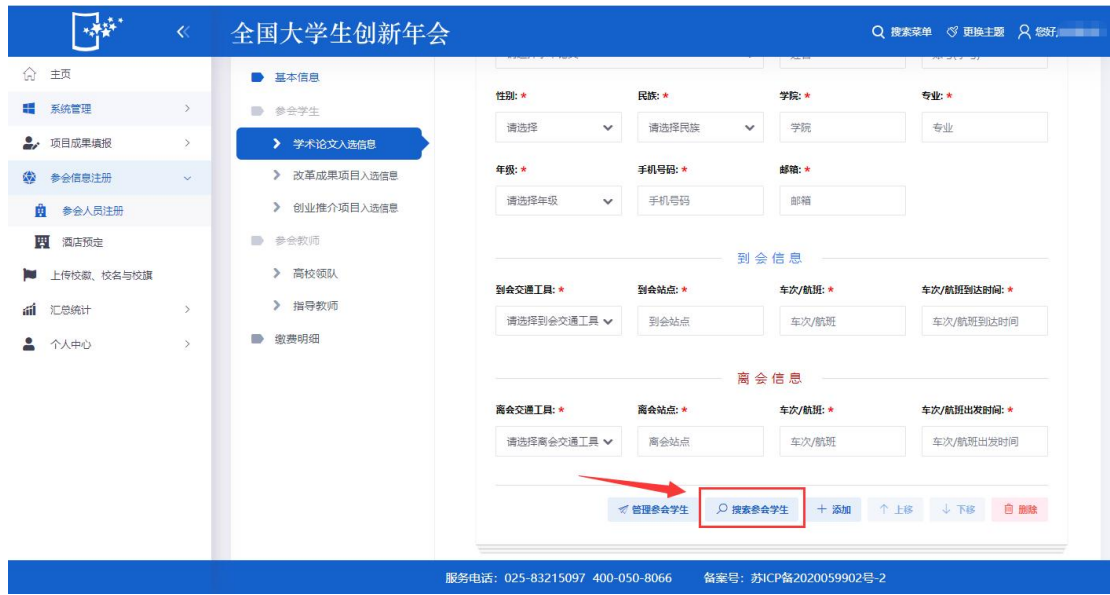 全国大学生创新年会
搜索菜单 更换主题 您好,
主页
系统管理
项目成果填报
参会信息注册
参会人员注册
酒店预定
上传校徽、校名与校旗
汇总统计
个人中心
基本信息
参会学生
学术论文入选信息
改革成果项目入选信息
创业推介项目入选信息
参会教师
高校领队
指导教师
缴费明细
性别: * 民族: * 学院: * 专业: *
请选择 请选择民族 学院 专业
年级: * 手机号码: * 邮箱: *
请选择年级 手机号码 邮箱
到会信息
到会交通工具: * 到会站点: * 车次/航班: * 车次/航班到达时间: *
请选择到会交通工具 到会站点 车次/航班 车次/航班到达时间
离会信息
离会交通工具: * 离会站点: * 车次/航班: * 车次/航班出发时间: *
请选择离会交通工具 离会站点 车次/航班 车次/航班出发时间
管理参会学生 搜索参会学生 添加 上移 下移 删除
服务电话：025-83215097 400-050-8066 备案号：苏ICP备2020059902号-2